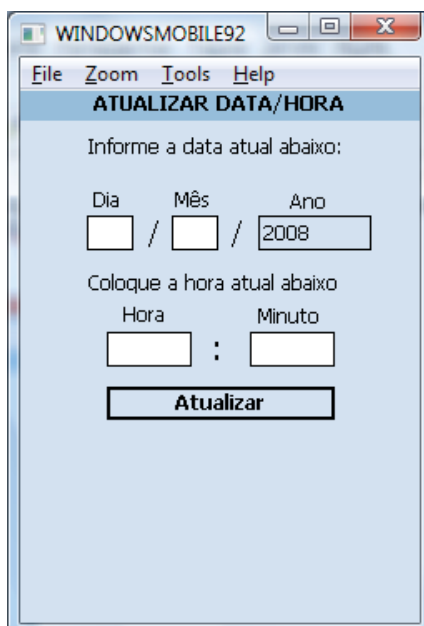 WINDOWSMOBILE92
File Zoom Tools Help
ATUALIZAR DATA/HORA
Informe a data atual abaixo:
Dia Mês Ano
/ / 2008
Coloque a hora atual abaixo
Hora Minuto
:
Atualizar